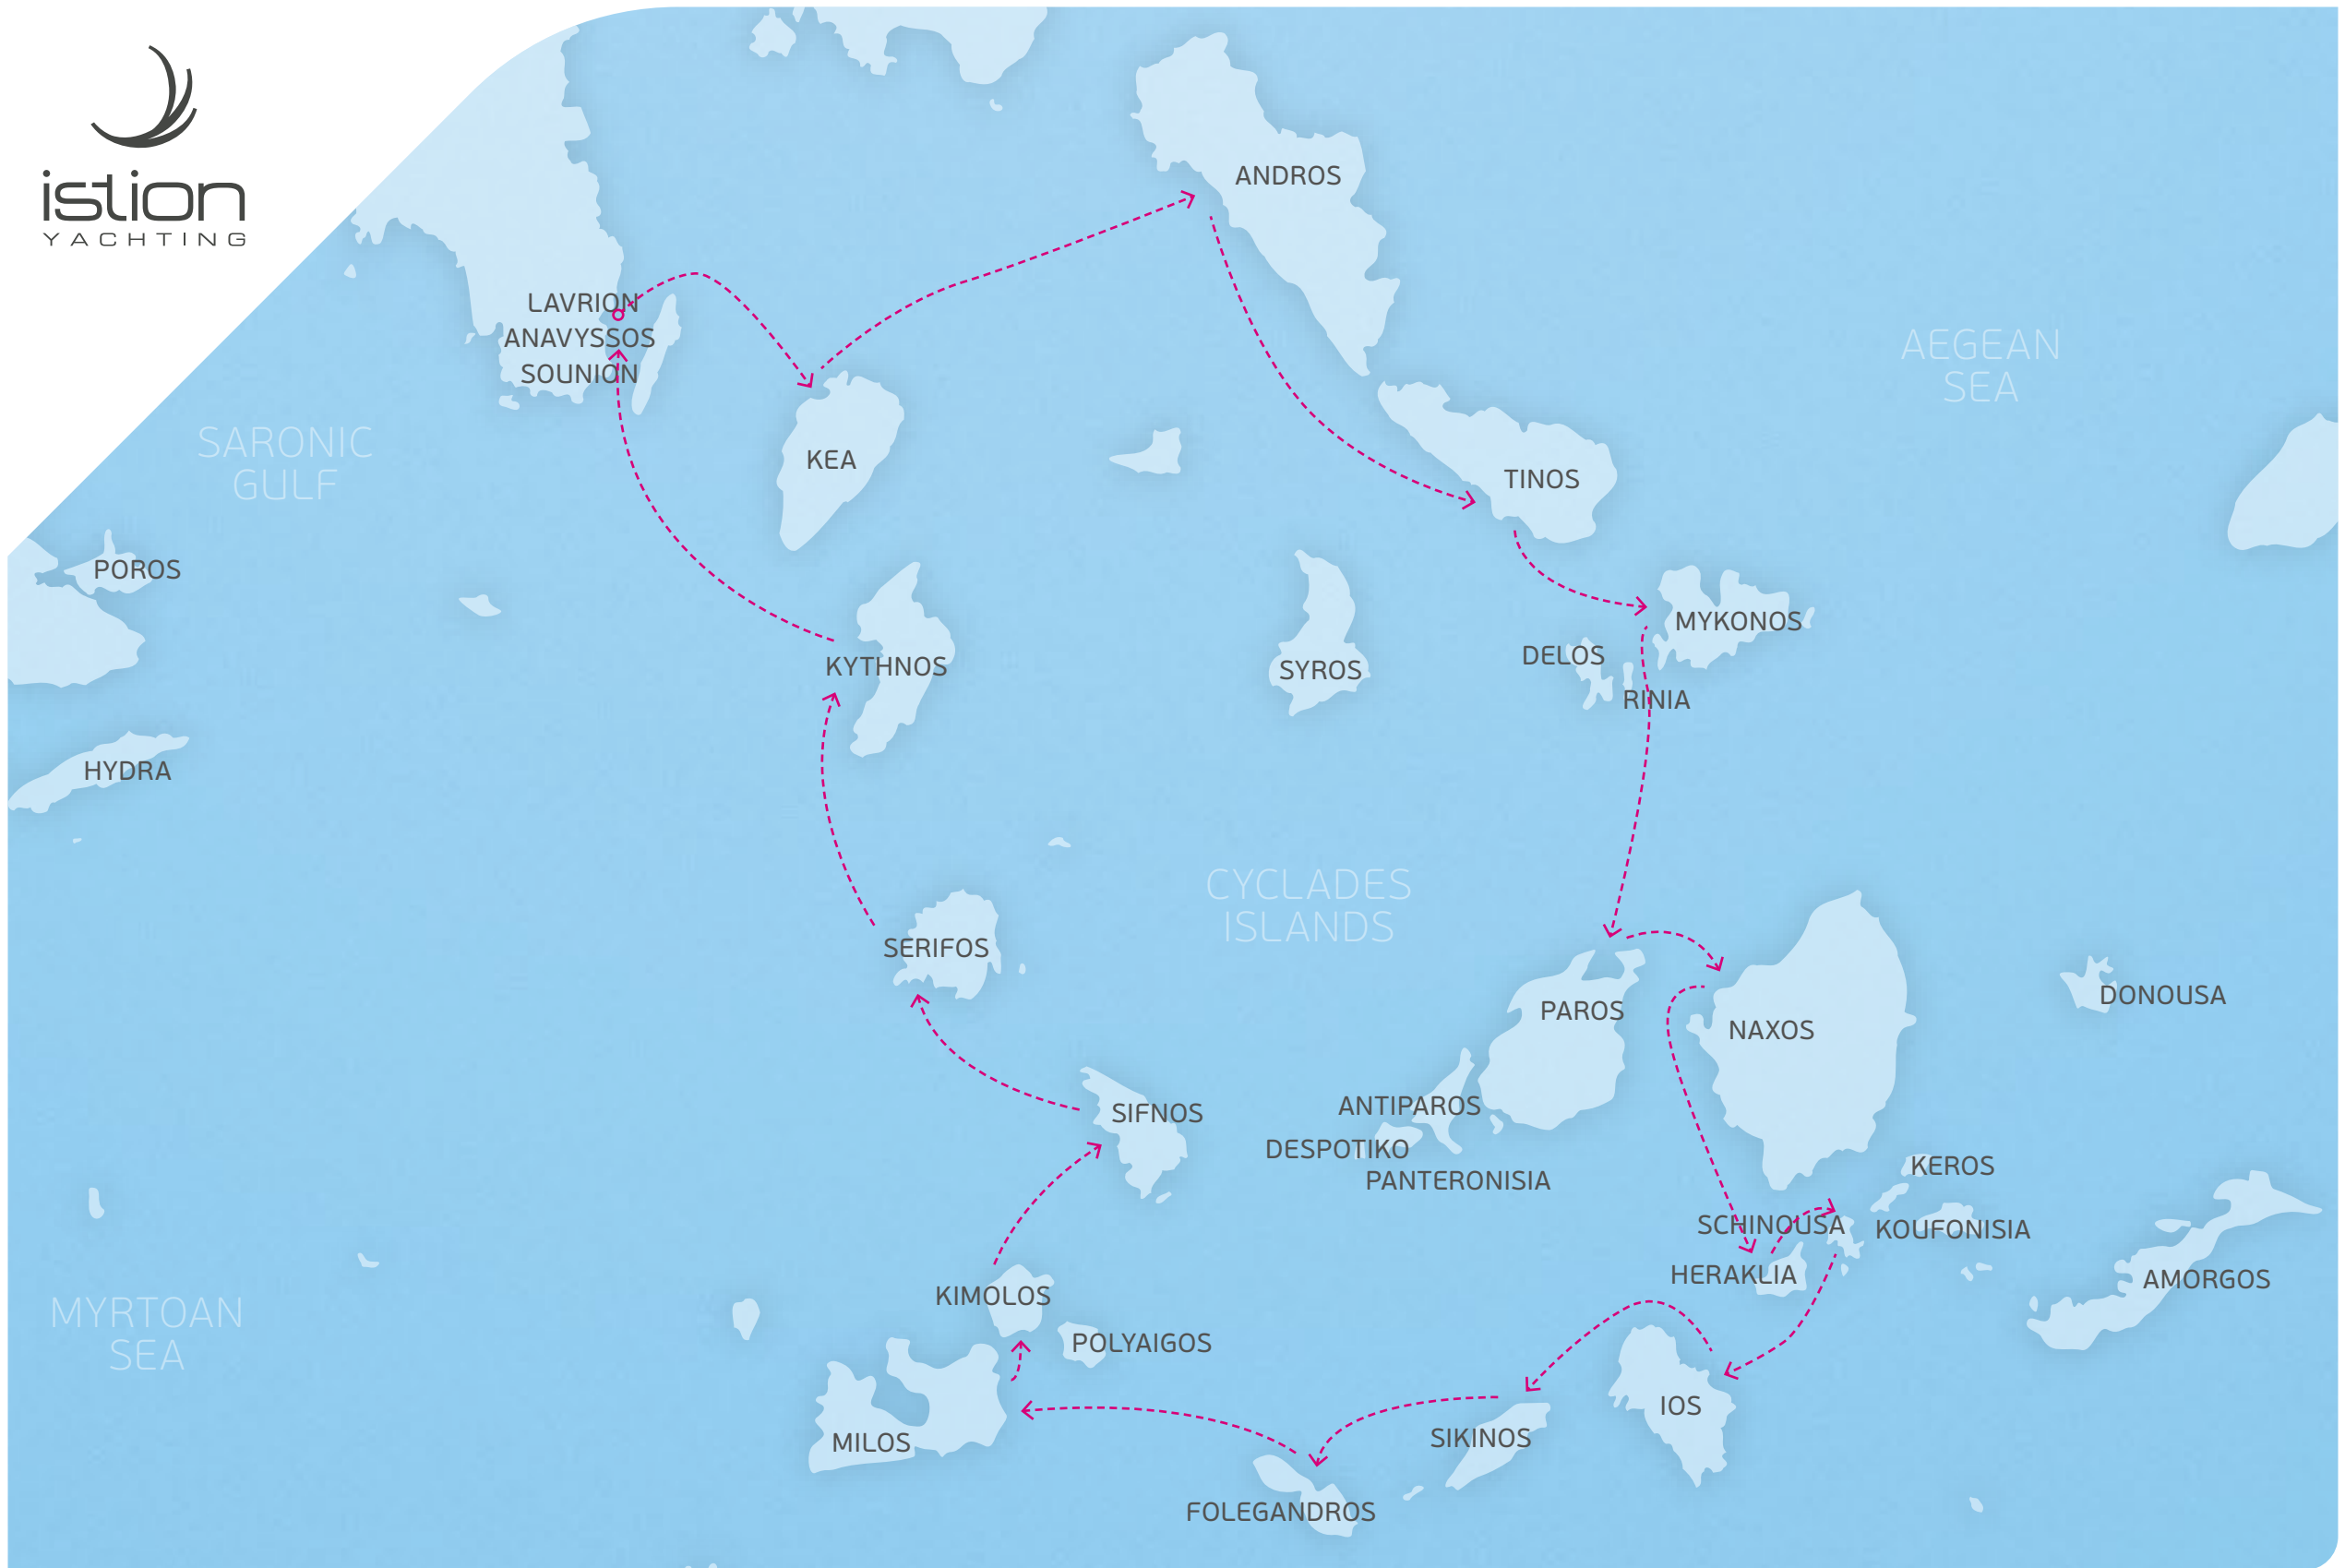 istion
YACHTING
ANDROS
LAVRION
ANAVYSSOS
SOUNION
AEGEAN
SEA
SARONIC
GULF
KEA
TINOS
POROS
MYKONOS
DELOS
KYTHNOS
SYROS
RINIA
HYDRA
CYCLADES
ISLANDS
SERIFOS
DONOUSA
PAROS
NAXOS
ANTIPAROS
SIFNOS
DESPOTIKO
KEROS
PANTERONISIA
SCHINOUSA
KOUFONISIA
HERAKLIA
AMORGOS
KIMOLOS
MYRTOAN
SEA
POLYAIGOS
IOS
SIKINOS
MILOS
FOLEGANDROS